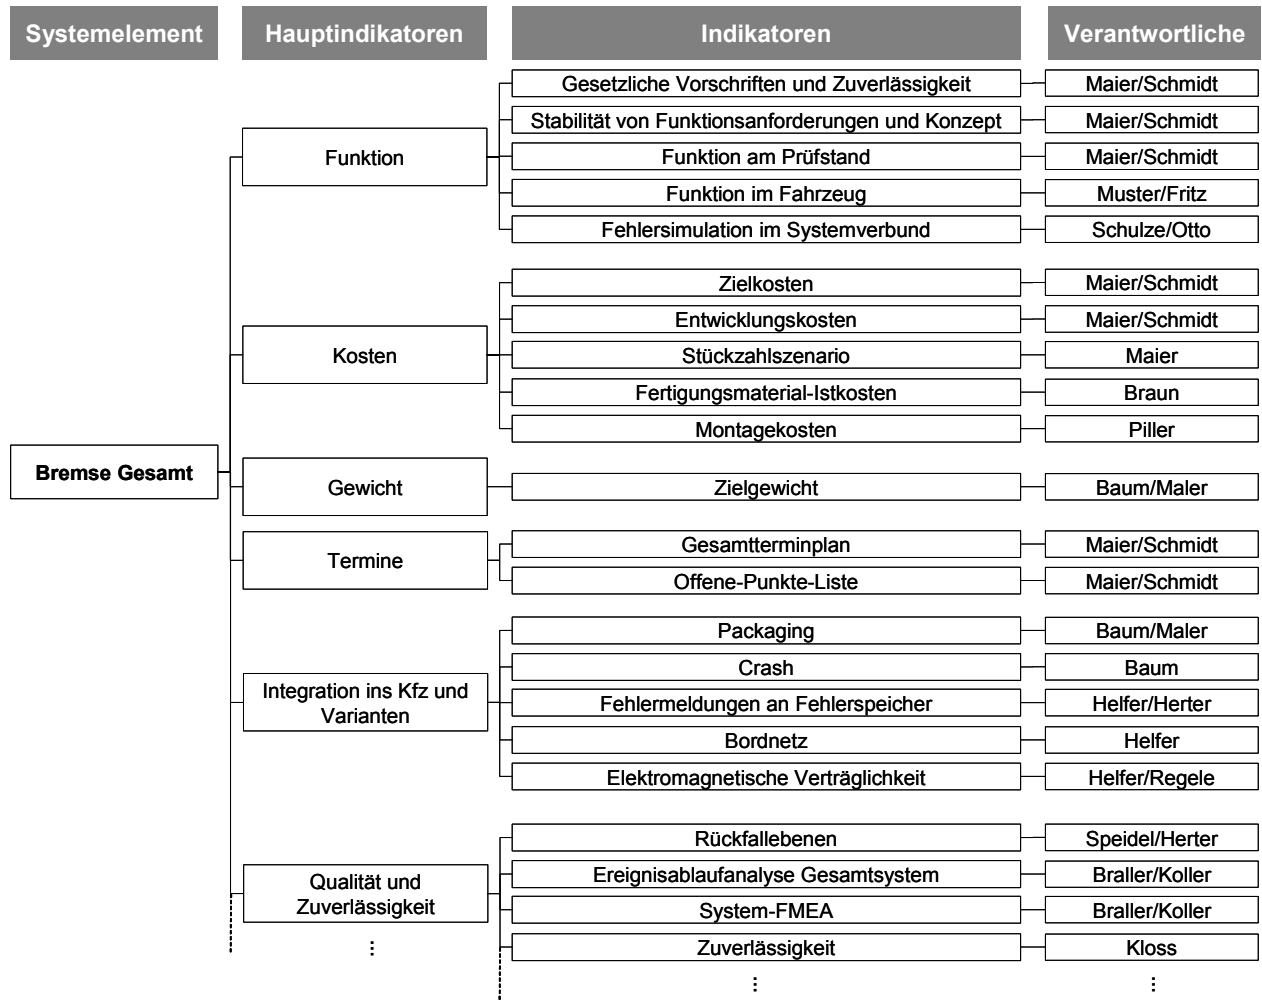 Systemelement Hauptindikatoren Indikatoren Verantwortliche
Gesetzliche Vorschriften und Zuverlässigkeit Maier/Schmidt
Stabilität von Funktionsanforderungen und Konzept Maier/Schmidt
Funktion Funktion am Prüfstand Maier/Schmidt
Funktion im Fahrzeug Muster/Fritz
Fehlersimulation im Systemverbund Schulze/Otto
Zielkosten Maier/Schmidt
Entwicklungskosten Maier/Schmidt
Kosten Stückzahlszenario Maier
Fertigungsmaterial-Istkosten Braun
Montagekosten Piller
Bremse Gesamt
Gewicht Zielgewicht Baum/Maler
Gesamtterminplan Maier/Schmidt
Termine
Offene-Punkte-Liste Maier/Schmidt
Packaging Baum/Maler
Crash Baum
Integration ins Kfz und
Varianten
Fehlermeldungen an Fehlerspeicher Helfer/Herter
Bordnetz Helfer
Elektromagnetische Verträglichkeit Helfer/Regele
Rückfallebenen Speidel/Herter
Ereignisablaufanalyse Gesamtsystem Braller/Koller
Qualität und
Zuverlässigkeit
System-FMEA Braller/Koller
Zuverlässigkeit Kloss